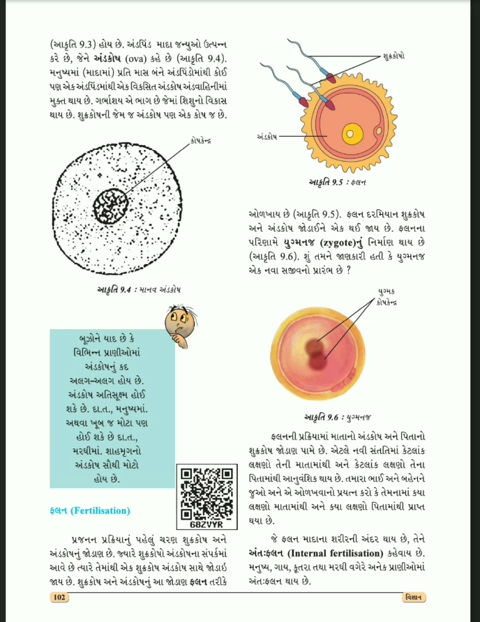 (આકૃતિ 9.3) હોય છે. અંડપિંડ માદા જન્યુઓ ઉત્પન્ન
કરે છે, જેને અંડકોષ (ova) કહે છે (આકૃતિ 9.4).
મનુષ્યમાં (માદામાં) પ્રતિ માસ બંને અંડપિંડોમાંથી કોઈ
પણ એક અંડપિંડમાંથી એક વિકસિત અંડકોષ અંડવાહિનીમાં
મુક્ત થાય છે. ગર્ભાશય એ ભાગ છે જેમાં શિશુનો વિકાસ
થાય છે. શુક્રકોષની જેમ જ અંડકોષ પણ એક કોષ જ છે.
કોષકેન્દ્ર
આકૃતિ 9.4 : માનવ અંડકોષ
બૂઝોને યાદ છે કે
વિભિન્ન પ્રાણીઓમાં
અંડકોષનું કદ
અલગ-અલગ હોય છે.
અંડકોષ અતિસૂક્ષ્મ હોઈ
શકે છે. દા.ત., મનુષ્યમાં.
અથવા ખૂબ જ મોટા પણ
હોઈ શકે છે દા.ત.,
મરઘીમાં. શાહમૃગનો
અંડકોષ સૌથી મોટો
હોય છે.
68ZVYR
ફલન (Fertilisation)
પ્રજનન પ્રક્રિયાનું પહેલું ચરણ શુક્રકોષ અને
અંડકોષનું જોડાણ છે. જ્યારે શુક્રકોષો અંડકોષના સંપર્કમાં
આવે છે ત્યારે તેમાંથી એક શુક્રકોષ અંડકોષ સાથે જોડાઇ
જાય છે. શુક્રકોષ અને અંડકોષનું આ જોડાણ ફલન તરીકે
શુક્રકોષો
અંડકોષ
આકૃતિ 9.5 : ફલન
ઓળખાય છે (આકૃતિ 9.5). ફલન દરમિયાન શુક્રકોષ
અને અંડકોષ જોડાઈને એક થઈ જાય છે. ફલનના
પરિણામે યુગ્મનજ (zygote)નું નિર્માણ થાય છે
(આકૃતિ 9.6). શું તમને જાણકારી હતી કે યુગ્મનજ
એક નવા સજીવનો પ્રારંભ છે ?
યુગ્મક
કોષકેન્દ્ર
આકૃતિ 9.6 : યુગ્મનજ
ફલનની પ્રક્રિયામાં માતાનો અંડકોષ અને પિતાનો
શુક્રકોષ જોડાણ પામે છે. એટલે નવી સંતતિમાં કેટલાંક
લક્ષણો તેની માતામાંથી અને કેટલાંક લક્ષણો તેના
પિતામાંથી આનુવંશિક થાય છે. તમારા ભાઈ અને બહેનને
જુઓ અને એ ઓળખવાનો પ્રયત્ન કરો કે તેમનામાં કયા
લક્ષણો માતામાંથી અને કયા લક્ષણો પિતામાંથી પ્રાપ્ત
થયા છે.
જે ફલન માદાના શરીરની અંદર થાય છે, તેને
અંતઃફલન (Internal fertilisation) કહેવાય છે.
મનુષ્ય, ગાય, કૂતરા તથા મરઘી વગેરે અનેક પ્રાણીઓમાં
અંતઃફલન થાય છે.
102
વિજ્ઞાન